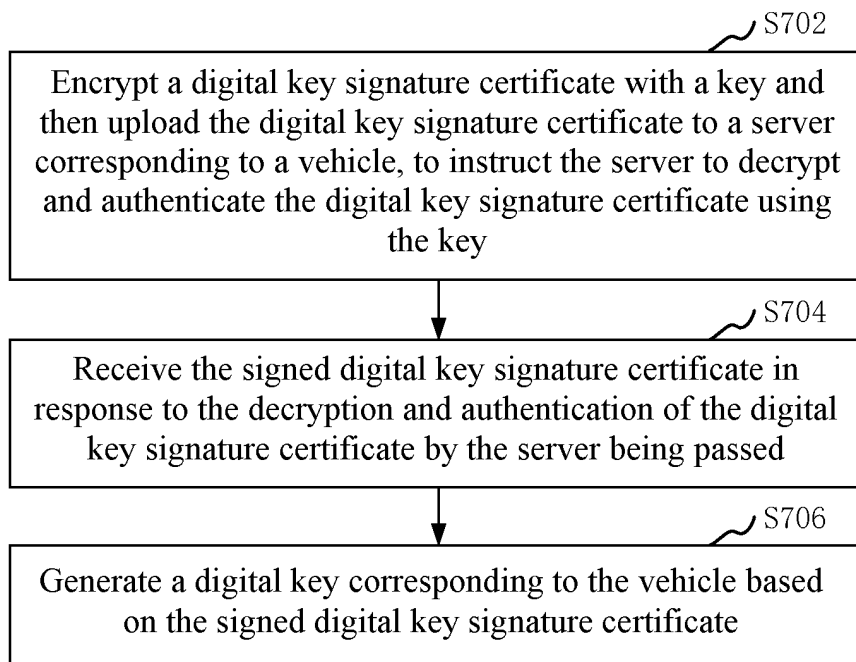 S702
Encrypt a digital key signature certificate with a key and
then upload the digital key signature certificate to a server
corresponding to a vehicle, to instruct the server to decrypt
and authenticate the digital key signature certificate using
the key
S704
Receive the signed digital key signature certificate in
response to the decryption and authentication of the digital
key signature certificate by the server being passed
S706
Generate a digital key corresponding to the vehicle based
on the signed digital key signature certificate